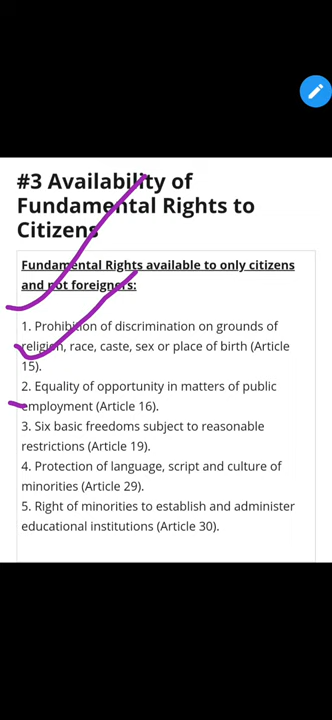 #3 Availability of
Fundamental Rights to
Citizens
Fundamental Rights available to only citizens
and not foreigners:
1. Prohibition of discrimination on grounds of
religion, race, caste, sex or place of birth (Article
15).
2. Equality of opportunity in matters of public
employment (Article 16).
3. Six basic freedoms subject to reasonable
restrictions (Article 19).
4. Protection of language, script and culture of
minorities (Article 29).
5. Right of minorities to establish and administer
educational institutions (Article 30).